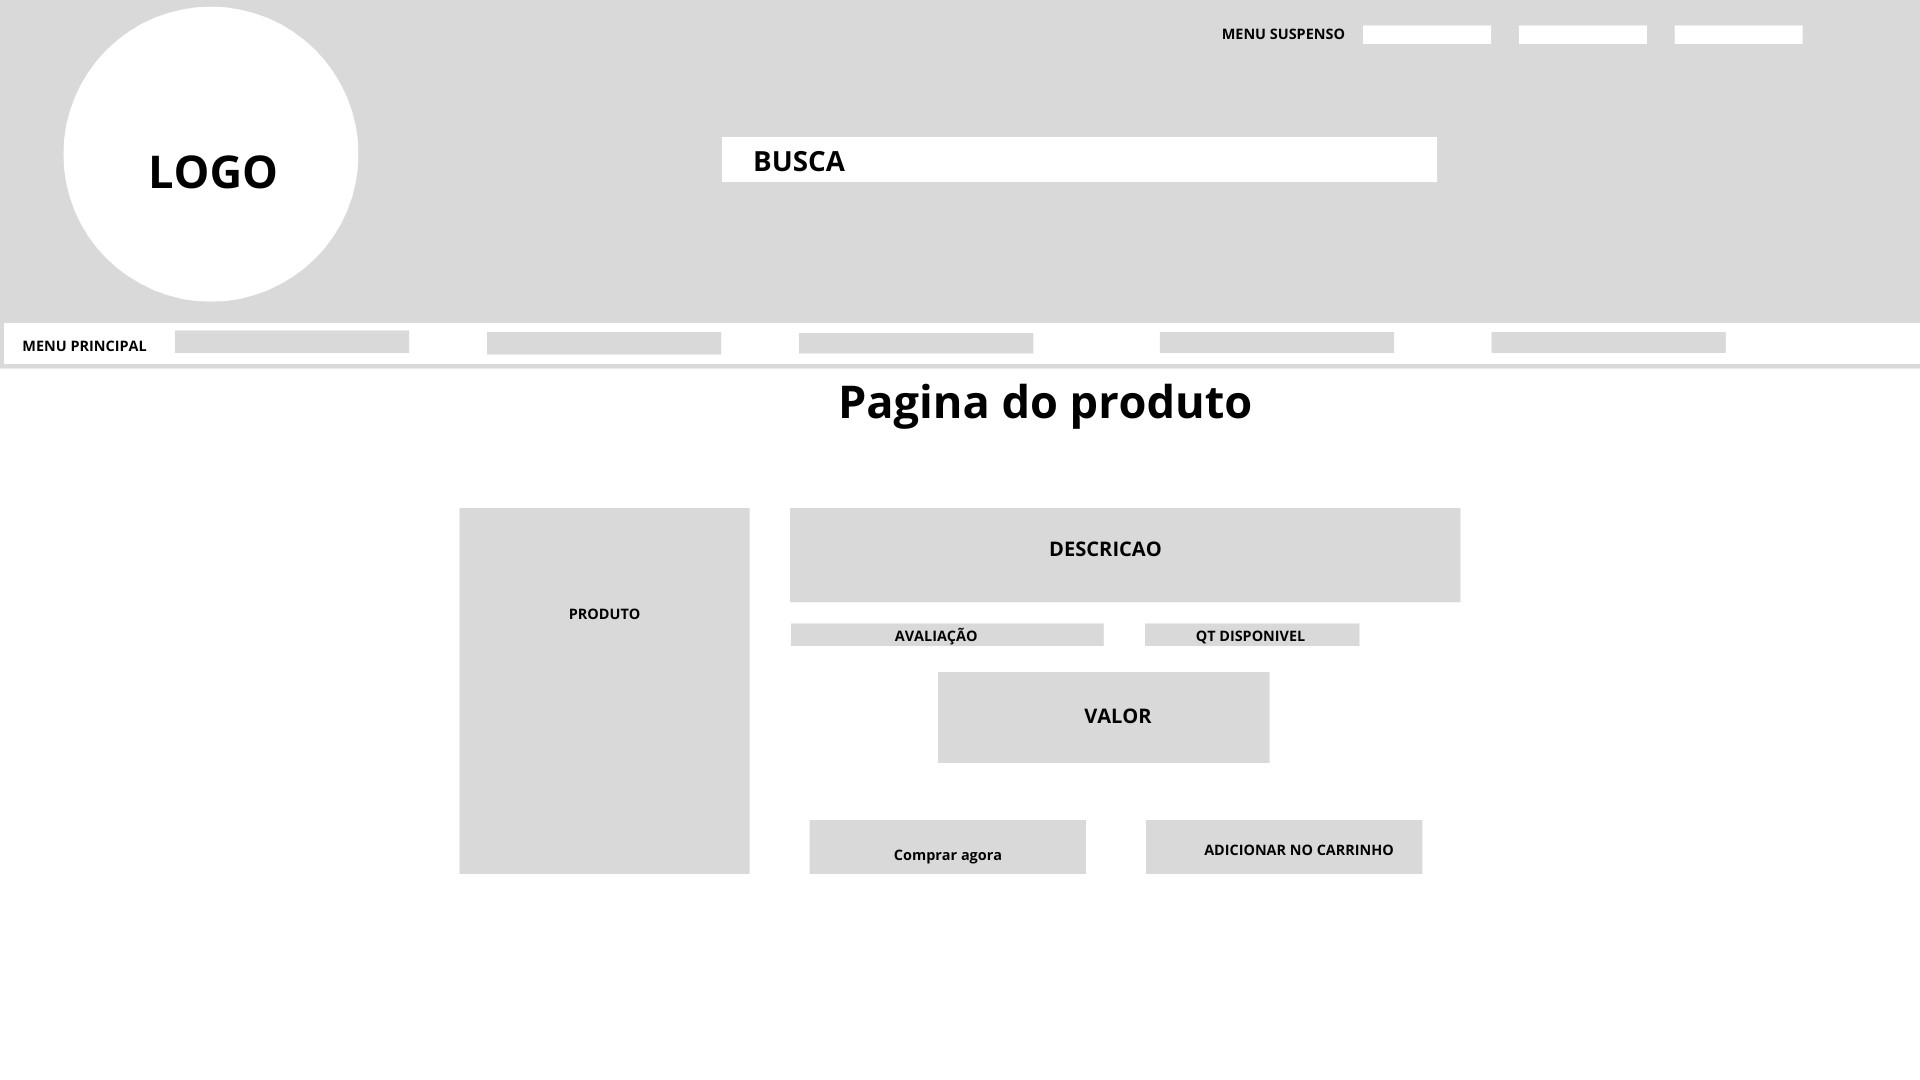 MENU SUSPENSO
LOGO
BUSCA
MENU PRINCIPAL
Pagina do produto
PRODUTO
DESCRICAO
AVALIAÇÃO
QT DISPONIVEL
VALOR
Comprar agora
ADICIONAR NO CARRINHO